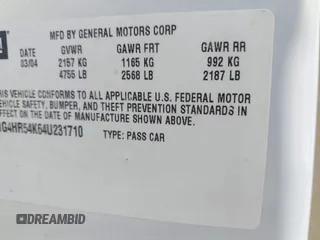 MFD BY GENERAL MOTORS CORP
DATE GVWR GAWR FRT GAWR RR
03/04 2157 KG 1165 KG 992 KG
4755 LB 2568 LB 2187 LB
THIS VEHICLE CONFORMS TO ALL APPLICABLE U.S. FEDERAL MOTOR
VEHICLE SAFETY, BUMPER, AND THEFT PREVENTION STANDARDS IN
EFFECT ON THE DATE OF MANUFACTURE SHOWN ABOVE.
1G4HR54K64U231710 TYPE: PASS CAR
DREAMBID